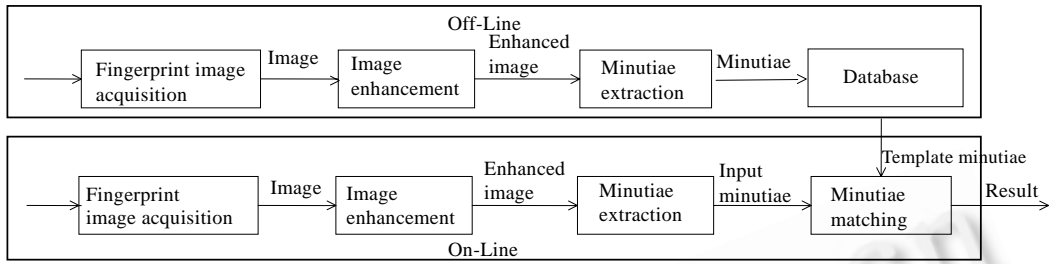 Off-Line
Fingerprint image
acquisition
Image
Image
enhancement
Enhanced
image
Minutiae
extraction
Minutiae
Database
Template minutiae
Fingerprint
image acquisition
Image
Image
enhancement
Enhanced
image
Minutiae
extraction
Input
minutiae
Minutiae
matching
Result
On-Line